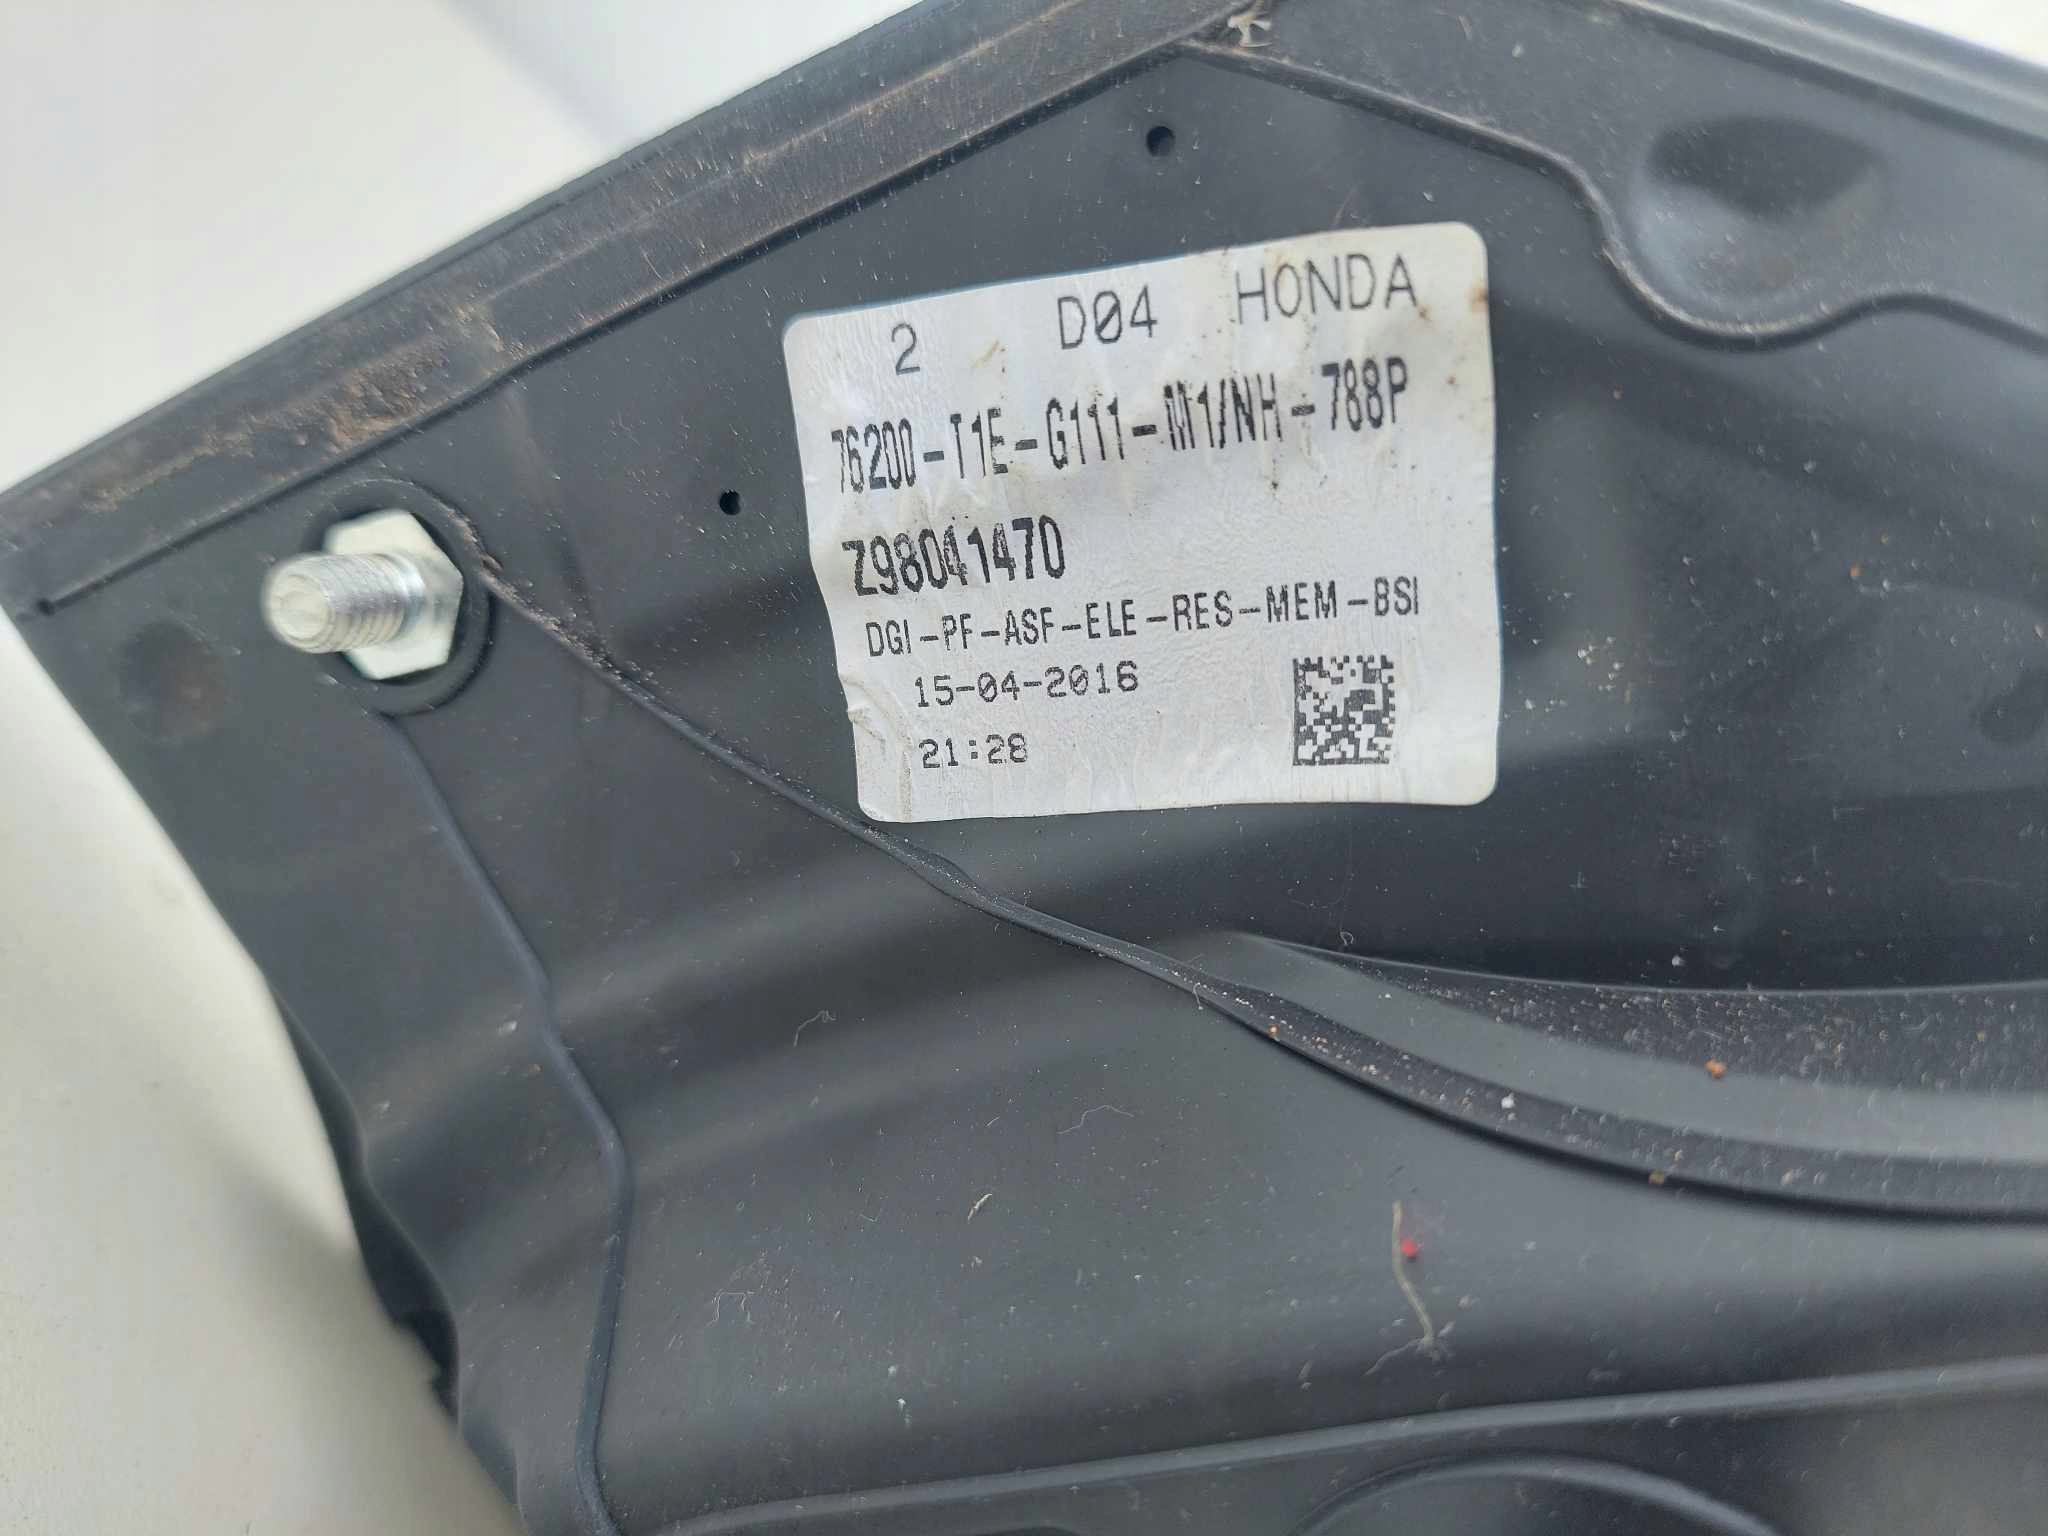 2 D04 HONDA
76200-T1E-G111-M1/NH-788P
Z98041470
DGI-PF-ASF-ELE-RES-MEM-BSI
15-04-2016
21:28